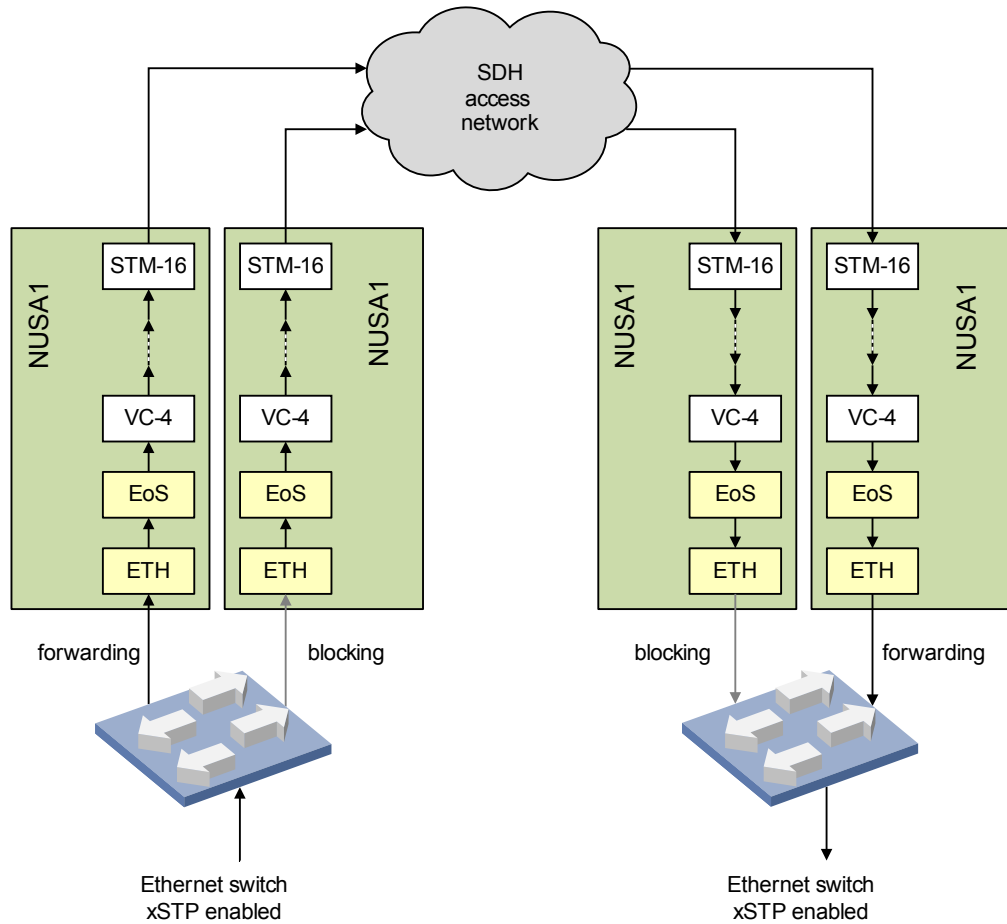 SDH
access
network
NUSA1
STM-16
VC-4
EoS
ETH
STM-16
VC-4
EoS
ETH
NUSA1
NUSA1
STM-16
VC-4
EoS
ETH
STM-16
VC-4
EoS
ETH
NUSA1
forwarding
blocking
blocking
forwarding
Ethernet switch
xSTP enabled
Ethernet switch
xSTP enabled